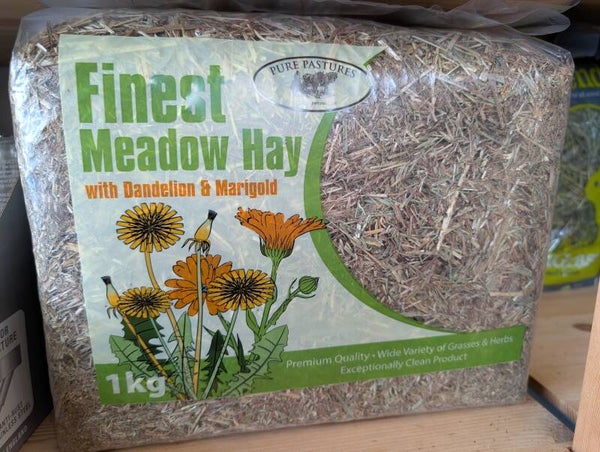 PURE PASTURES
Finest
Meadow Hay
with Dandelion & Marigold
Premium Quality • Wide Variety of Grasses & Herbs
Exceptionally Clean Product
1kg